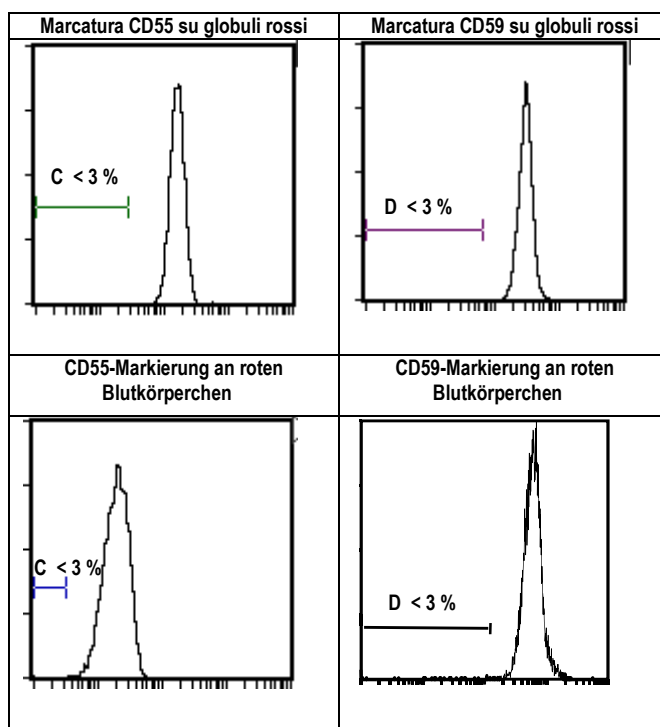 Marcatura CD55 su globuli rossi
Marcatura CD59 su globuli rossi
C < 3 %
D < 3 %
CD55-Markierung an roten
Blutkörperchen
CD59-Markierung an roten
Blutkörperchen
C < 3 %
D < 3 %